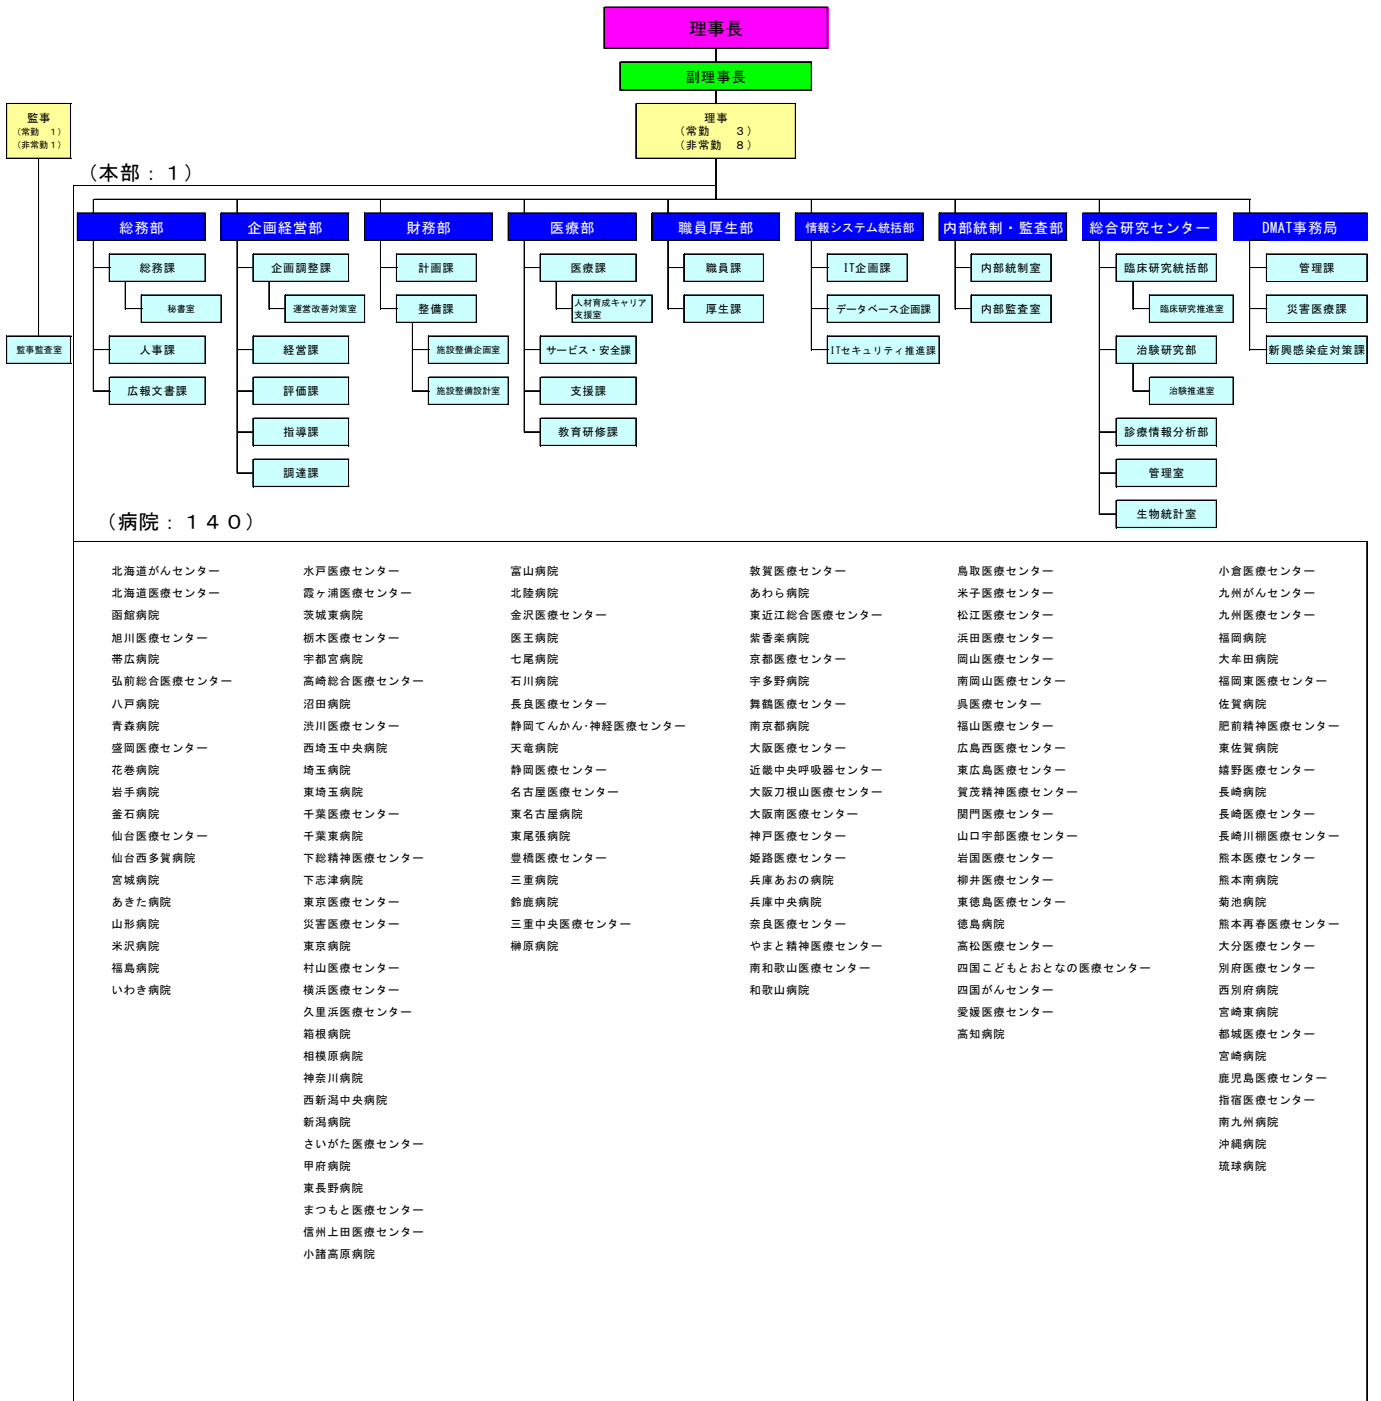 理事長
副理事長
監事
（常勤　１）
（非常勤１）
監事監査室
理事
（常勤　　３）
（非常勤　８）
（本部：１）
総務部
総務課
秘書室
人事課
広報文書課
企画経営部
企画調整課
運営改善対策室
経営課
評価課
指導課
調達課
財務部
計画課
整備課
施設整備企画室
施設整備設計室
医療部
医療課
人材育成キャリア
支援室
サービス・安全課
支援課
教育研修課
職員厚生部
職員課
厚生課
情報システム統括部
IT企画課
データベース企画課
ITセキュリティ推進課
内部統制・監査部
内部統制室
内部監査室
総合研究センター
臨床研究統括部
臨床研究推進室
治験研究部
治験推進室
診療情報分析部
管理室
生物統計室
DMAT事務局
管理課
災害医療課
新興感染症対策課
（病院：１４０）
北海道がんセンター
北海道医療センター
函館病院
旭川医療センター
帯広病院
弘前総合医療センター
八戸病院
青森病院
盛岡医療センター
花巻病院
岩手病院
釜石病院
仙台医療センター
仙台西多賀病院
宮城病院
あきた病院
山形病院
米沢病院
福島病院
いわき病院
水戸医療センター
霞ヶ浦医療センター
茨城東病院
栃木医療センター
宇都宮病院
高崎総合医療センター
沼田病院
渋川医療センター
西埼玉中央病院
埼玉病院
東埼玉病院
千葉医療センター
千葉東病院
下総精神医療センター
下志津病院
東京医療センター
災害医療センター
東京病院
村山医療センター
横浜医療センター
久里浜医療センター
箱根病院
相模原病院
神奈川病院
西新潟中央病院
新潟病院
さいがた医療センター
甲府病院
東長野病院
まつもと医療センター
信州上田医療センター
小諸高原病院
富山病院
北陸病院
金沢医療センター
医王病院
七尾病院
石川病院
長良医療センター
静岡てんかん･神経医療センター
天竜病院
静岡医療センター
名古屋医療センター
東名古屋病院
東尾張病院
豊橋医療センター
三重病院
鈴鹿病院
三重中央医療センター
榊原病院
敦賀医療センター
あわら病院
東近江総合医療センター
紫香楽病院
京都医療センター
宇多野病院
舞鶴医療センター
南京都病院
大阪医療センター
近畿中央呼吸器センター
大阪刀根山医療センター
大阪南医療センター
神戸医療センター
姫路医療センター
兵庫あおの病院
兵庫中央病院
奈良医療センター
やまと精神医療センター
南和歌山医療センター
和歌山病院
鳥取医療センター
米子医療センター
松江医療センター
浜田医療センター
岡山医療センター
南岡山医療センター
呉医療センター
福山医療センター
広島西医療センター
東広島医療センター
賀茂精神医療センター
関門医療センター
山口宇部医療センター
岩国医療センター
柳井医療センター
東徳島医療センター
徳島病院
高松医療センター
四国こどもとおとなの医療センター
四国がんセンター
愛媛医療センター
高知病院
小倉医療センター
九州がんセンター
九州医療センター
福岡病院
大牟田病院
福岡東医療センター
佐賀病院
肥前精神医療センター
東佐賀病院
嬉野医療センター
長崎病院
長崎医療センター
長崎川棚医療センター
熊本医療センター
熊本南病院
菊池病院
熊本再春医療センター
大分医療センター
別府医療センター
西別府病院
宮崎東病院
都城医療センター
宮崎病院
鹿児島医療センター
指宿医療センター
南九州病院
沖縄病院
琉球病院